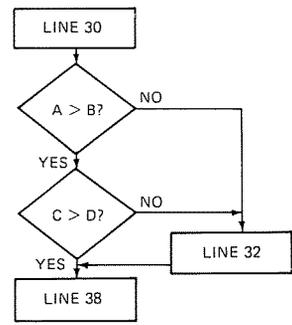 LINE 30
A > B?
NO
YES
C > D?
NO
YES
LINE 32
LINE 38